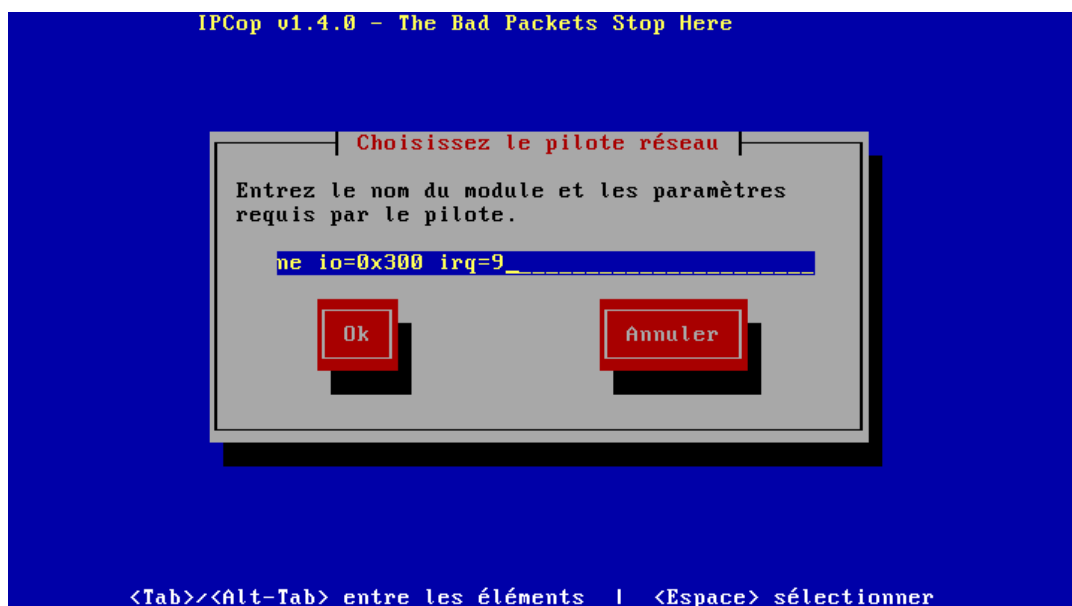 IPCop v1.4.0 - The Bad Packets Stop Here
Choisissez le pilote réseau
Entrez le nom du module et les paramètres
requis par le pilote.
ne io=0x300 irq=9_
Ok
Annuler
<Tab>/<Alt-Tab> entre les éléments | <Espace> sélectionner